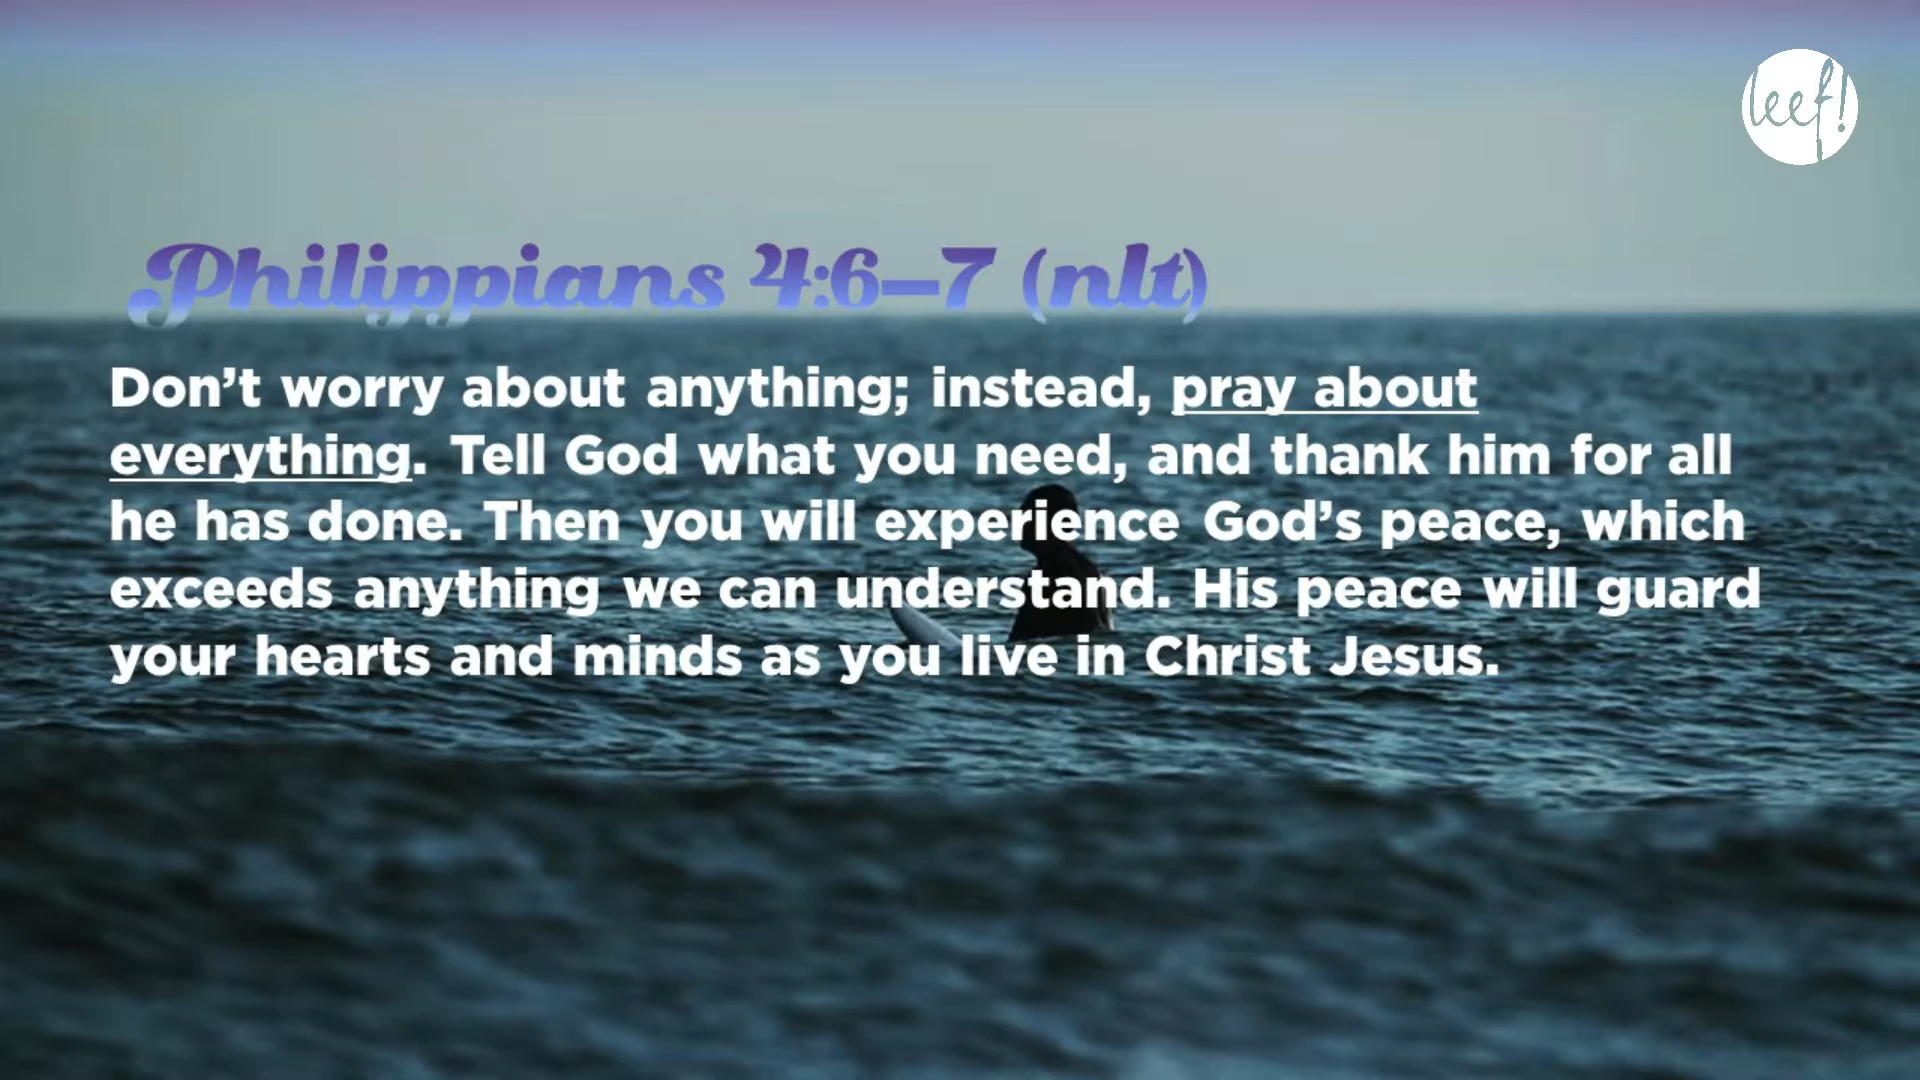 leef!
Philippians 4:6–7 (nlt)
Don’t worry about anything; instead, pray about
everything. Tell God what you need, and thank him for all
he has done. Then you will experience God’s peace, which
exceeds anything we can understand. His peace will guard
your hearts and minds as you live in Christ Jesus.